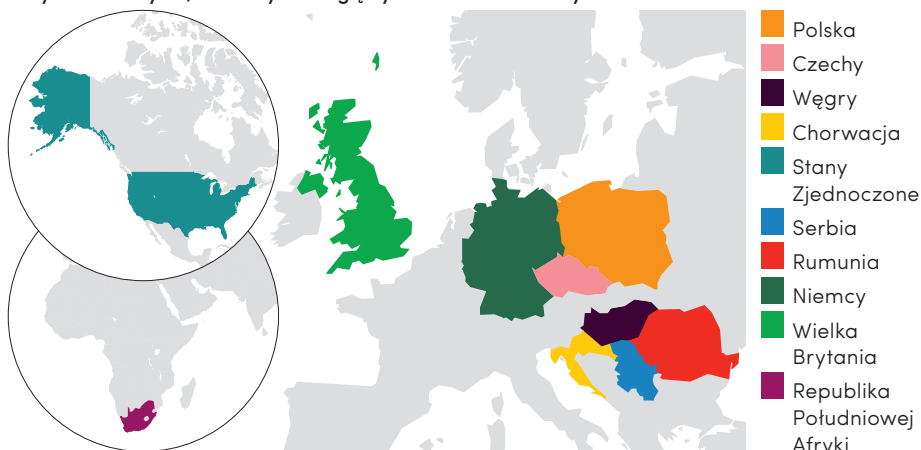 Polska
Czechy
Węgry
Chorwacja
Stany
Zjednoczone
Serbia
Rumunia
Niemcy
Wielka
Brytania
Republika
Południowej
Afryki